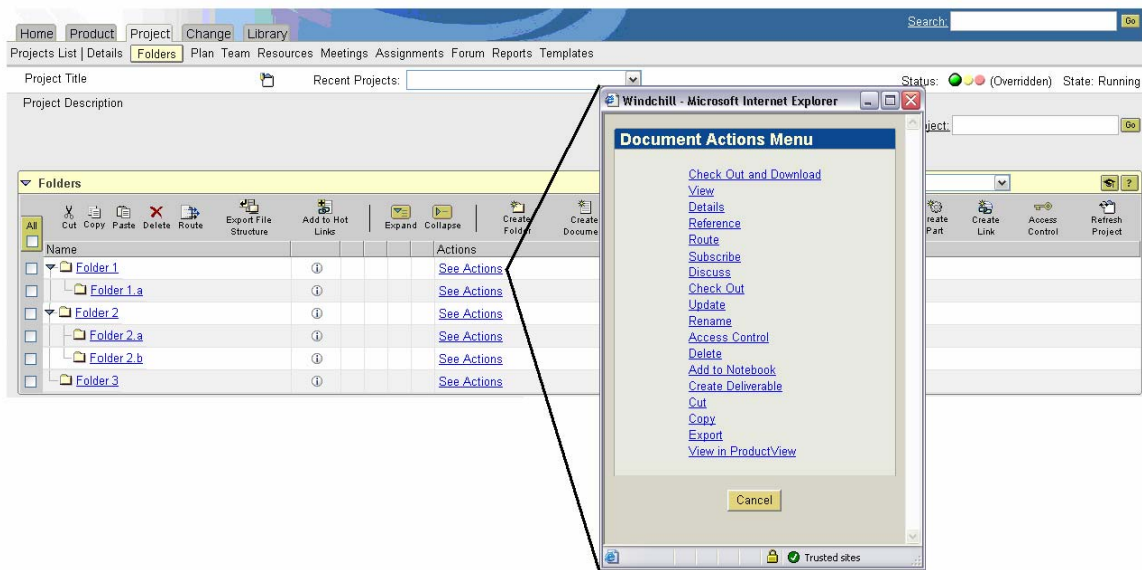 Search: Go
Home Product Project Change Library
Projects List | Details Folders Plan Team Resources Meetings Assignments Forum Reports Templates
Project Title Recent Projects: Status: (Overridden) State: Running
Project Description
ject: Go
Folders ?
All Cut Copy Paste Delete Route Export File Structure Add to Hot Links Expand Collapse Create Folder Create Docume reate Part Create Link Access Control Refresh Project
Name Actions
Folder 1 See Actions
Folder 1.a See Actions
Folder 2 See Actions
Folder 2.a See Actions
Folder 2.b See Actions
Folder 3 See Actions
Windchill - Microsoft Internet Explorer
Document Actions Menu
Check Out and Download
View
Details
Reference
Route
Subscribe
Discuss
Check Out
Update
Rename
Access Control
Delete
Add to Notebook
Create Deliverable
Cut
Copy
Export
View in ProductView
Cancel
Trusted sites